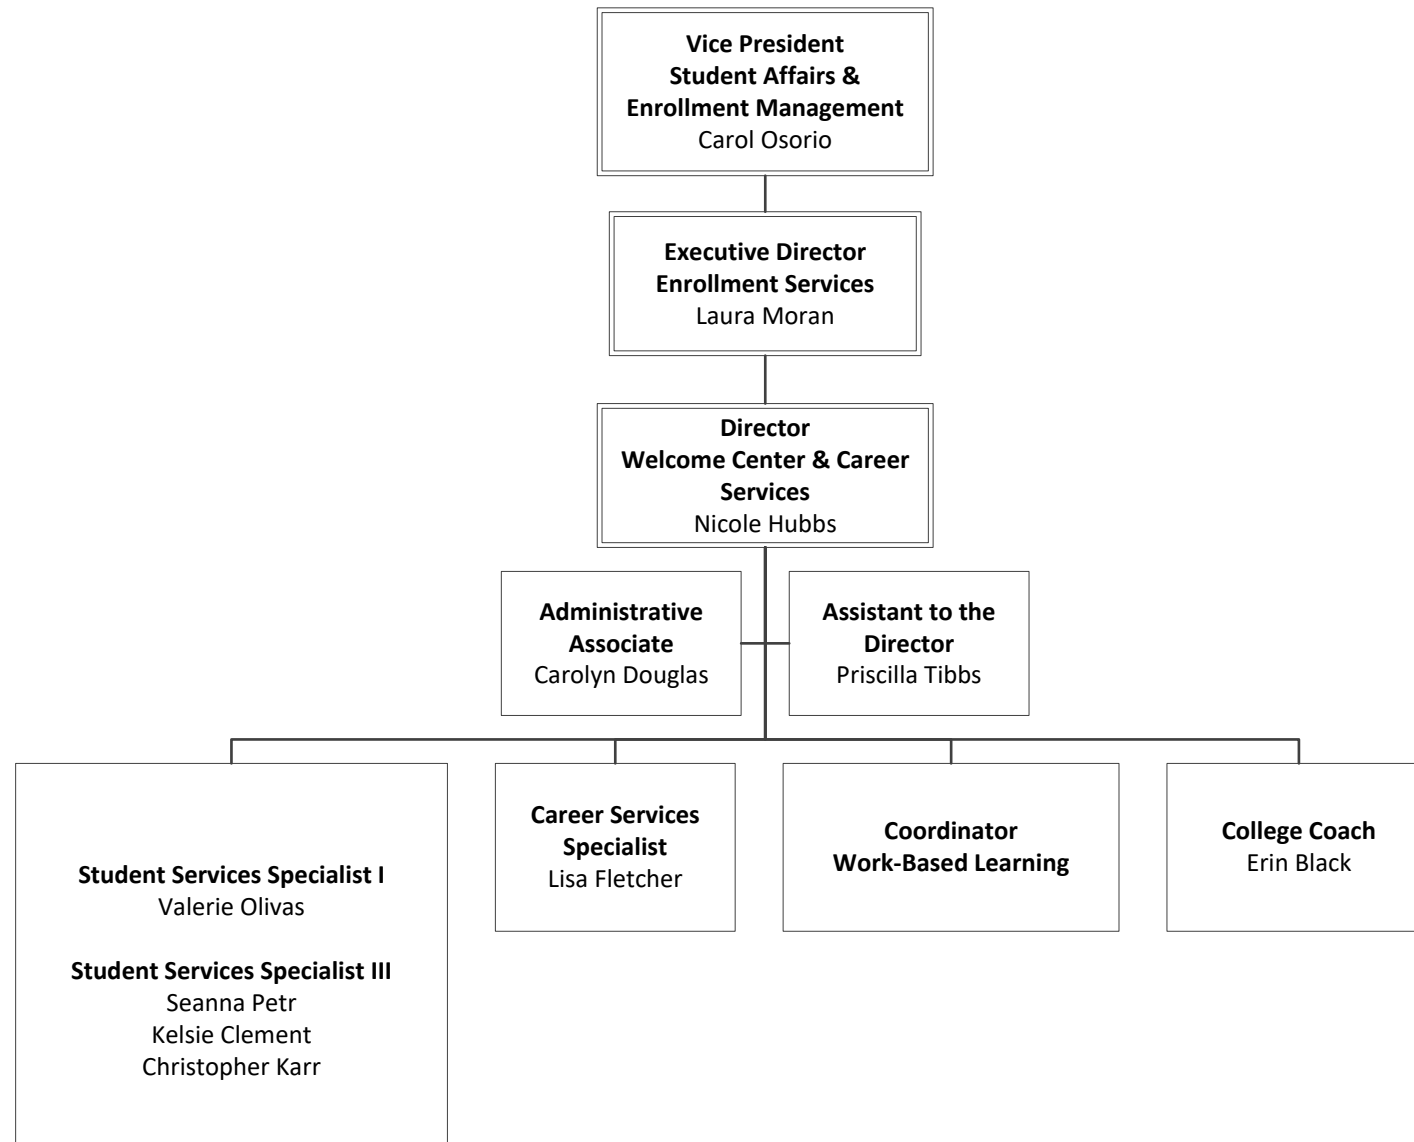 Vice President
Student Affairs &
Enrollment Management
Carol Osorio
Executive Director
Enrollment Services
Laura Moran
Director
Welcome Center & Career
Services
Nicole Hubbs
Administrative
Associate
Carolyn Douglas
Assistant to the
Director
Priscilla Tibbs
Student Services Specialist I
Valerie Olivas
Student Services Specialist III
Seanna Petr
Kelsie Clement
Christopher Karr
Career Services
Specialist
Lisa Fletcher
Coordinator
Work-Based Learning
College Coach
Erin Black